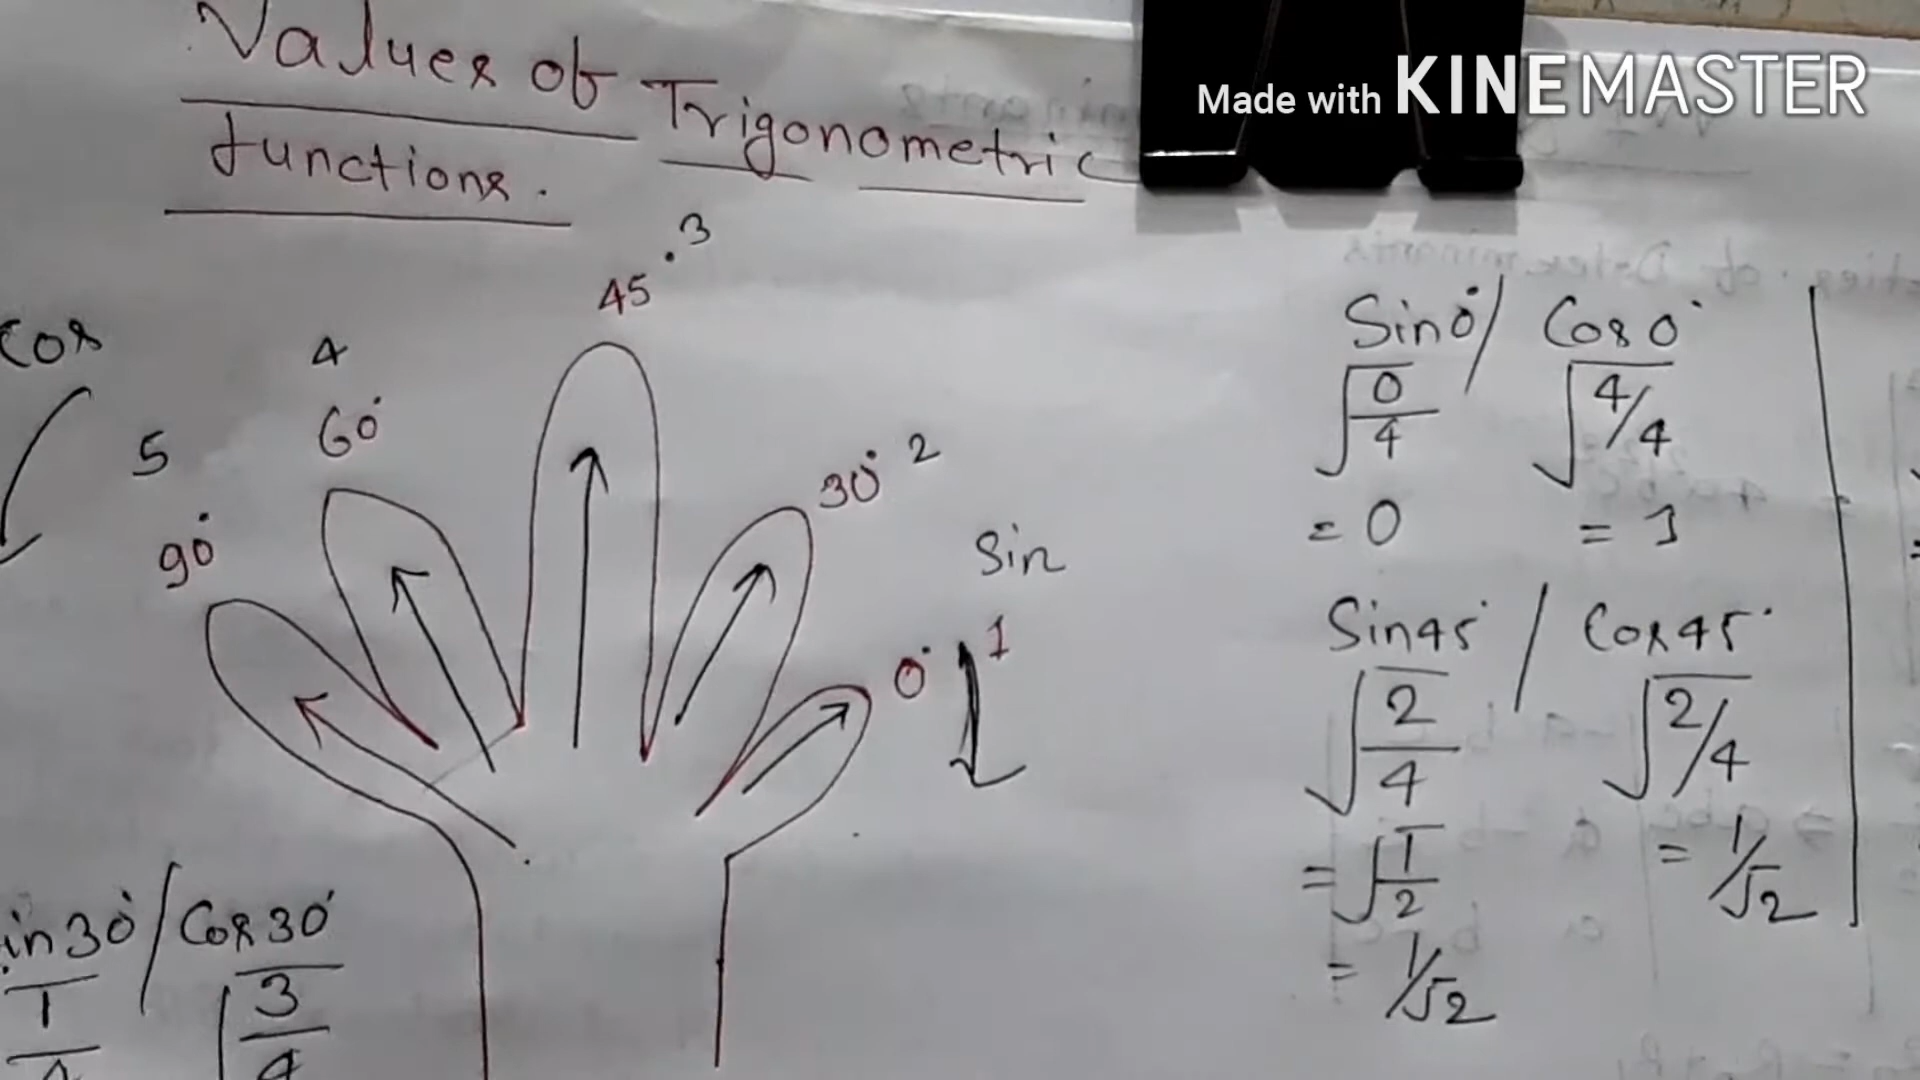 Values of Trigonometric
functions.
Made with KINEMASTER
3
45
Cos
4
60°
5
90°
30° 2
Sin
1
0°
Sin0° / Cos0°
√0/4 √4/4
= 0 = 1
Sin45° / Cos45°
√2/4 √2/4
= √1/2 = 1/√2
= 1/√2
in30° / Cos30°
1 √3/4